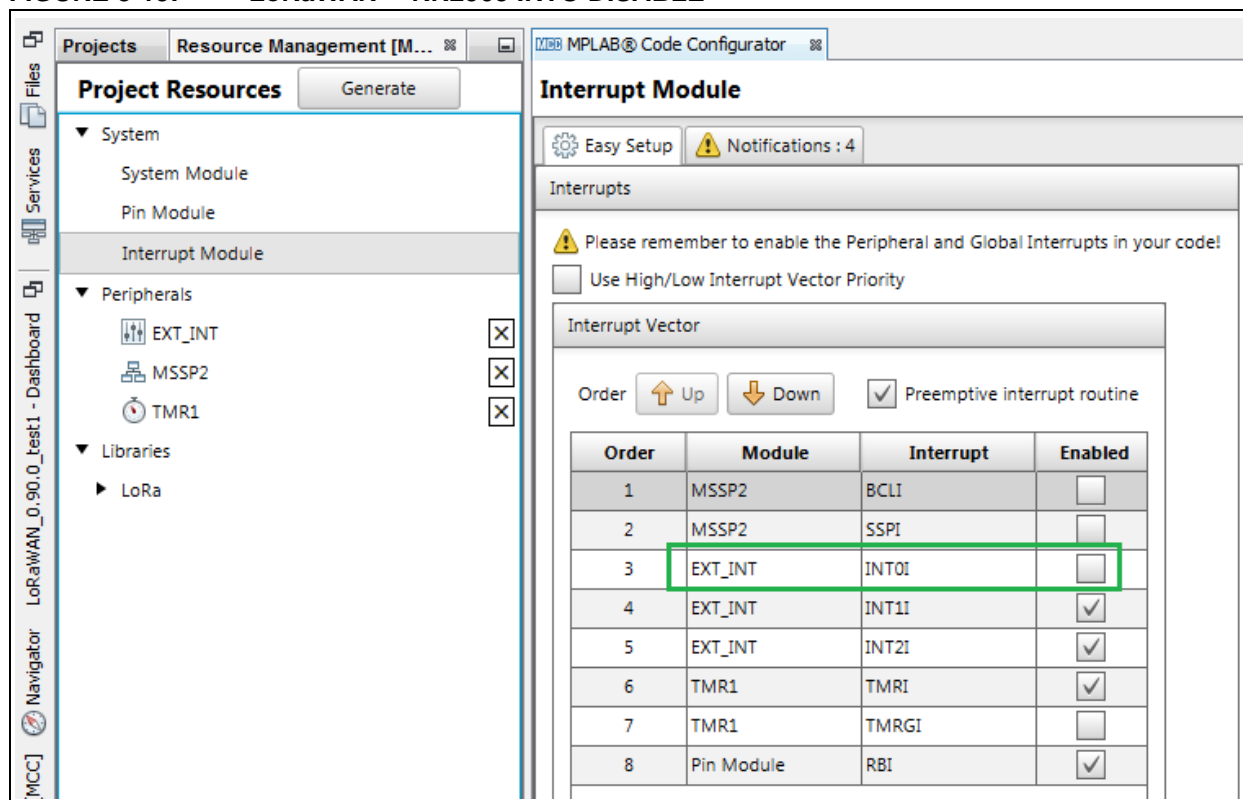 Projects
Resource Management [M...
MPLAB® Code Configurator
Project Resources
Generate
Interrupt Module
System
System Module
Pin Module
Interrupt Module
Peripherals
EXT_INT
MSSP2
TMR1
Libraries
LoRa
Easy Setup
Notifications : 4
Interrupts
Please remember to enable the Peripheral and Global Interrupts in your code!
Use High/Low Interrupt Vector Priority
Interrupt Vector
Order Up Down Preemptive interrupt routine
Order Module Interrupt Enabled
1 MSSP2 BCLI
2 MSSP2 SSPI
3 EXT_INT INT0I
4 EXT_INT INT1I
5 EXT_INT INT2I
6 TMR1 TMRI
7 TMR1 TMRGI
8 Pin Module RBI
Files
Services
LoRaWAN_0.90.0_test1 - Dashboard
Navigator
[MCC]